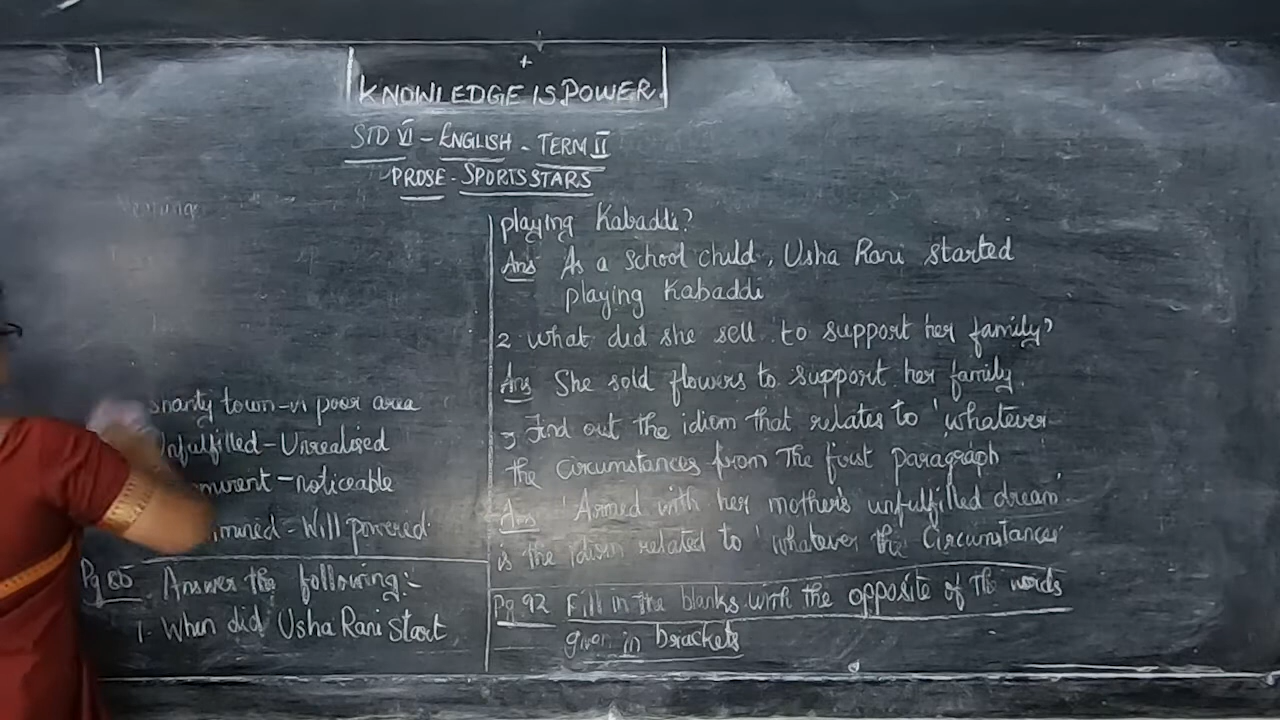 KNOWLEDGE IS POWER.
STD VI - ENGLISH - TERM II
PROSE - SPORTS STARS
shanty town - A poor area
Unfulfilled - Unrealised
minent - noticeable
mined - Will powered.
Pg 85 Answer the following:-
1. When did Usha Rani start
playing Kabaddi?
Ans As a school child, Usha Rani started
playing Kabaddi
2. What did she sell to support her family?
Ans She sold flowers to support her family.
3 Find out the idiom that relates to 'whatever
the circumstances from The first paragraph
Ans 'Armed with her mother's unfulfilled dream'
is the idiom related to 'whatever the circumstances'
Pg. 92 Fill in the blanks with the opposite of the words
given in brackets